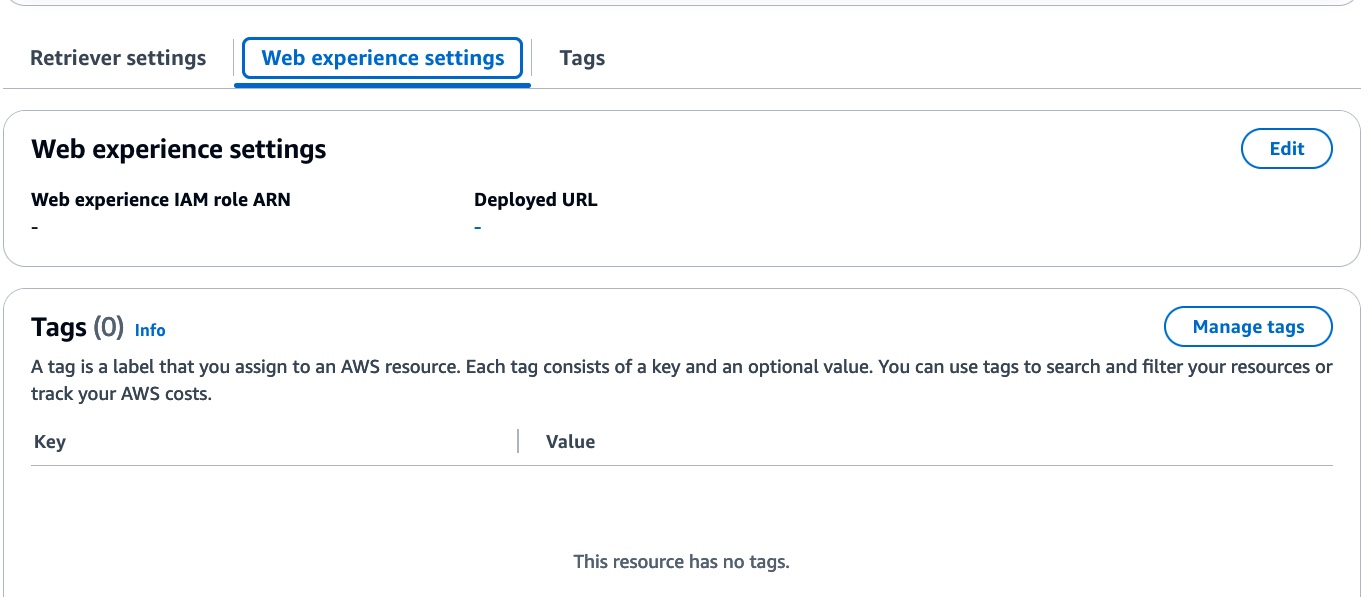 Retriever settings
Web experience settings
Tags
Web experience settings
Edit
Web experience IAM role ARN
Deployed URL
-
-
Tags (0) Info
Manage tags
A tag is a label that you assign to an AWS resource. Each tag consists of a key and an optional value. You can use tags to search and filter your resources or
track your AWS costs.
Key
Value
This resource has no tags.